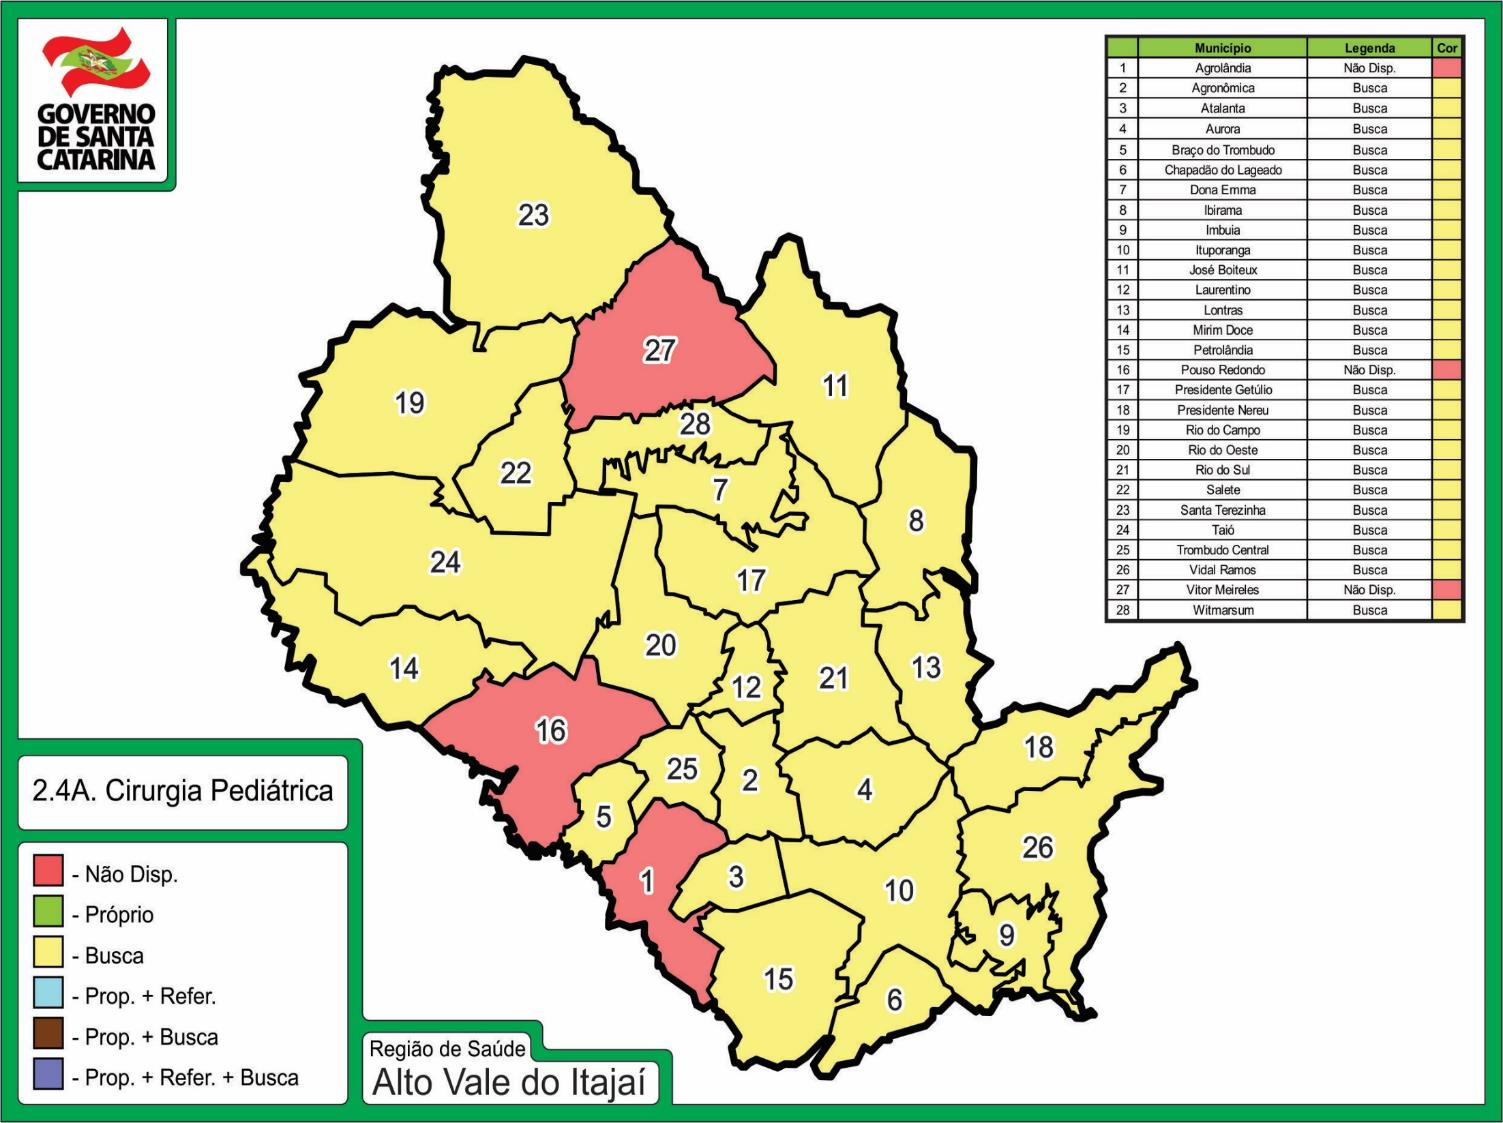 GOVERNO
DE SANTA
CATARINA
Município Legenda Cor
1 Agrolândia Não Disp.
2 Agronômica Busca
3 Atalanta Busca
4 Aurora Busca
5 Braço do Trombudo Busca
6 Chapadão do Lageado Busca
7 Dona Emma Busca
8 Ibirama Busca
9 Imbuia Busca
10 Ituporanga Busca
11 José Boiteux Busca
12 Laurentino Busca
13 Lontras Busca
14 Mirim Doce Busca
15 Petrolândia Busca
16 Pouso Redondo Não Disp.
17 Presidente Getúlio Busca
18 Presidente Nereu Busca
19 Rio do Campo Busca
20 Rio do Oeste Busca
21 Rio do Sul Busca
22 Salete Busca
23 Santa Terezinha Busca
24 Taió Busca
25 Trombudo Central Busca
26 Vidal Ramos Busca
27 Vitor Meireles Não Disp.
28 Witmarsum Busca
23
27
11
19
28
22
7
8
24
17
20
13
14
12
21
16
18
25
2
4
5
26
1
3
10
9
15
6
2.4A. Cirurgia Pediátrica
- Não Disp.
- Próprio
- Busca
- Prop. + Refer.
- Prop. + Busca
- Prop. + Refer. + Busca
Região de Saúde
Alto Vale do Itajaí